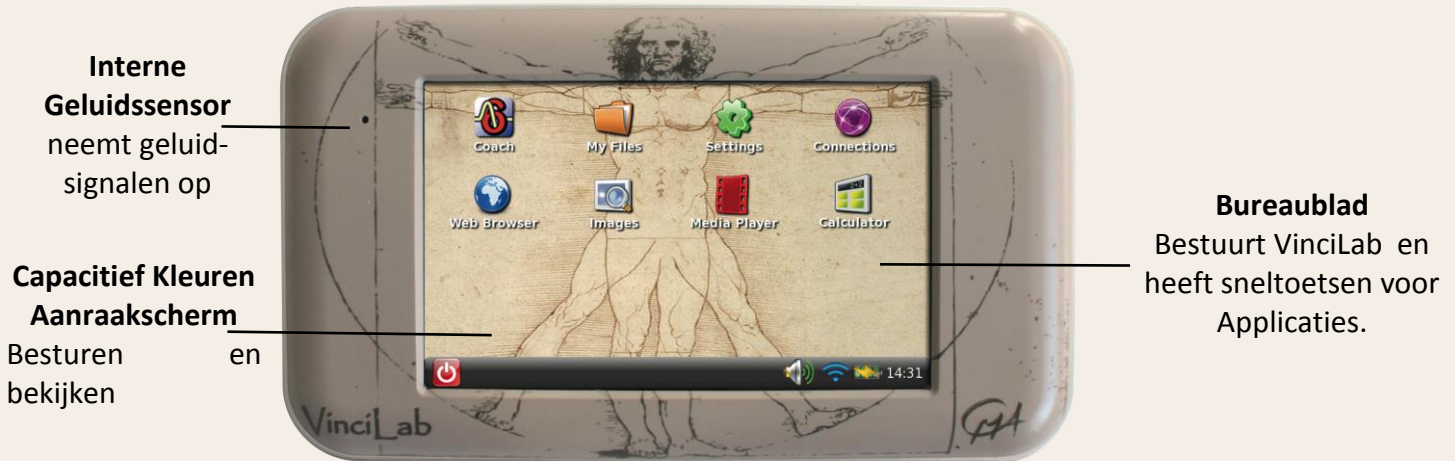 Interne
Geluidssensor
neemt geluid-
signalen op
Capacitief Kleuren
Aanraakscherm
Besturen en
bekijken
Coach
My Files
Settings
Connections
Web Browser
Images
Media Player
Calculator
14:31
VinciLab
CMA
Bureaublad
Bestuurt VinciLab en
heeft sneltoetsen voor
Applicaties.